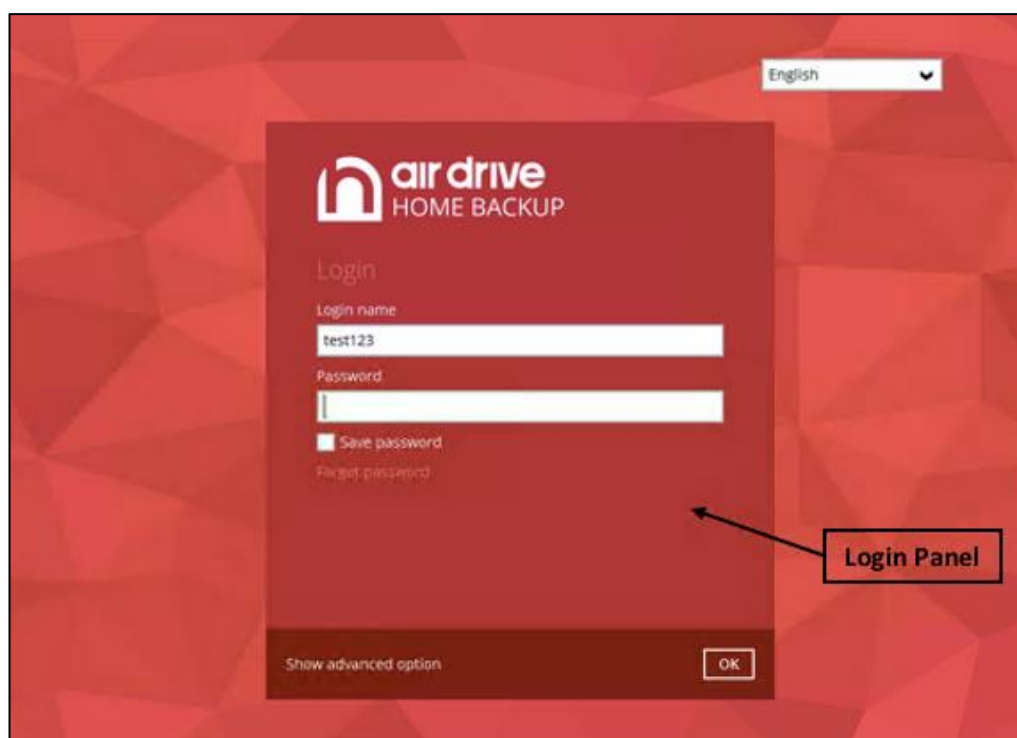 English
air drive
HOME BACKUP
Login
Login name
test123
Password
Save password
Forgot password
Login Panel
Show advanced option
OK